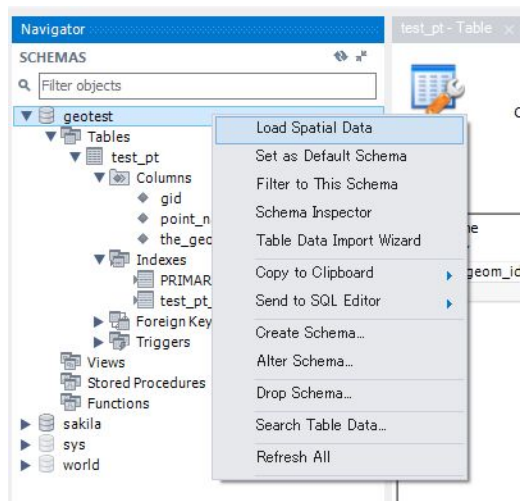 Navigator
test_pt - Table
SCHEMAS
Filter objects
geotest
Tables
test_pt
Columns
gid
point_n
the_geo
Indexes
PRIMAR
test_pt_
Foreign Key
Triggers
Views
Stored Procedures
Functions
sakila
sys
world
Load Spatial Data
Set as Default Schema
Filter to This Schema
Schema Inspector
Table Data Import Wizard
Copy to Clipboard
Send to SQL Editor
Create Schema...
Alter Schema...
Drop Schema...
Search Table Data...
Refresh All
geom_id